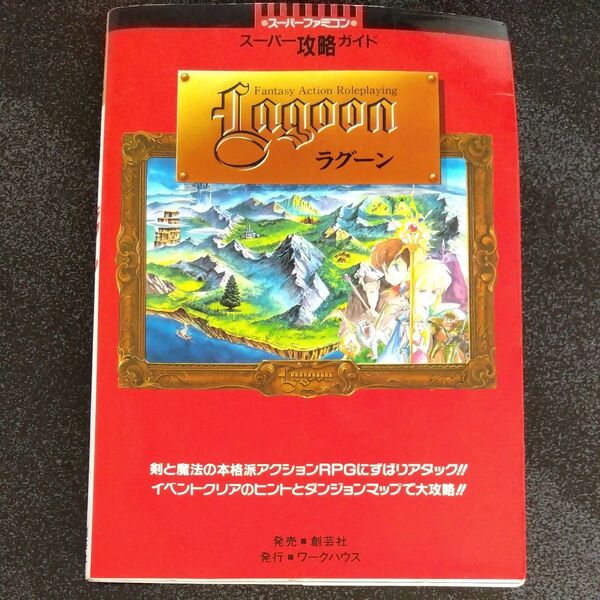 スーパーファミコン
スーパー攻略ガイド
Fantasy Action Roleplaying
Lagoon
ラグーン
Lagoon
剣と魔法の本格派アクションRPGにずばりアタック!!
イベントクリアのヒントとダンジョンマップで大攻略!!
発売■創芸社
発行■ワークハウス